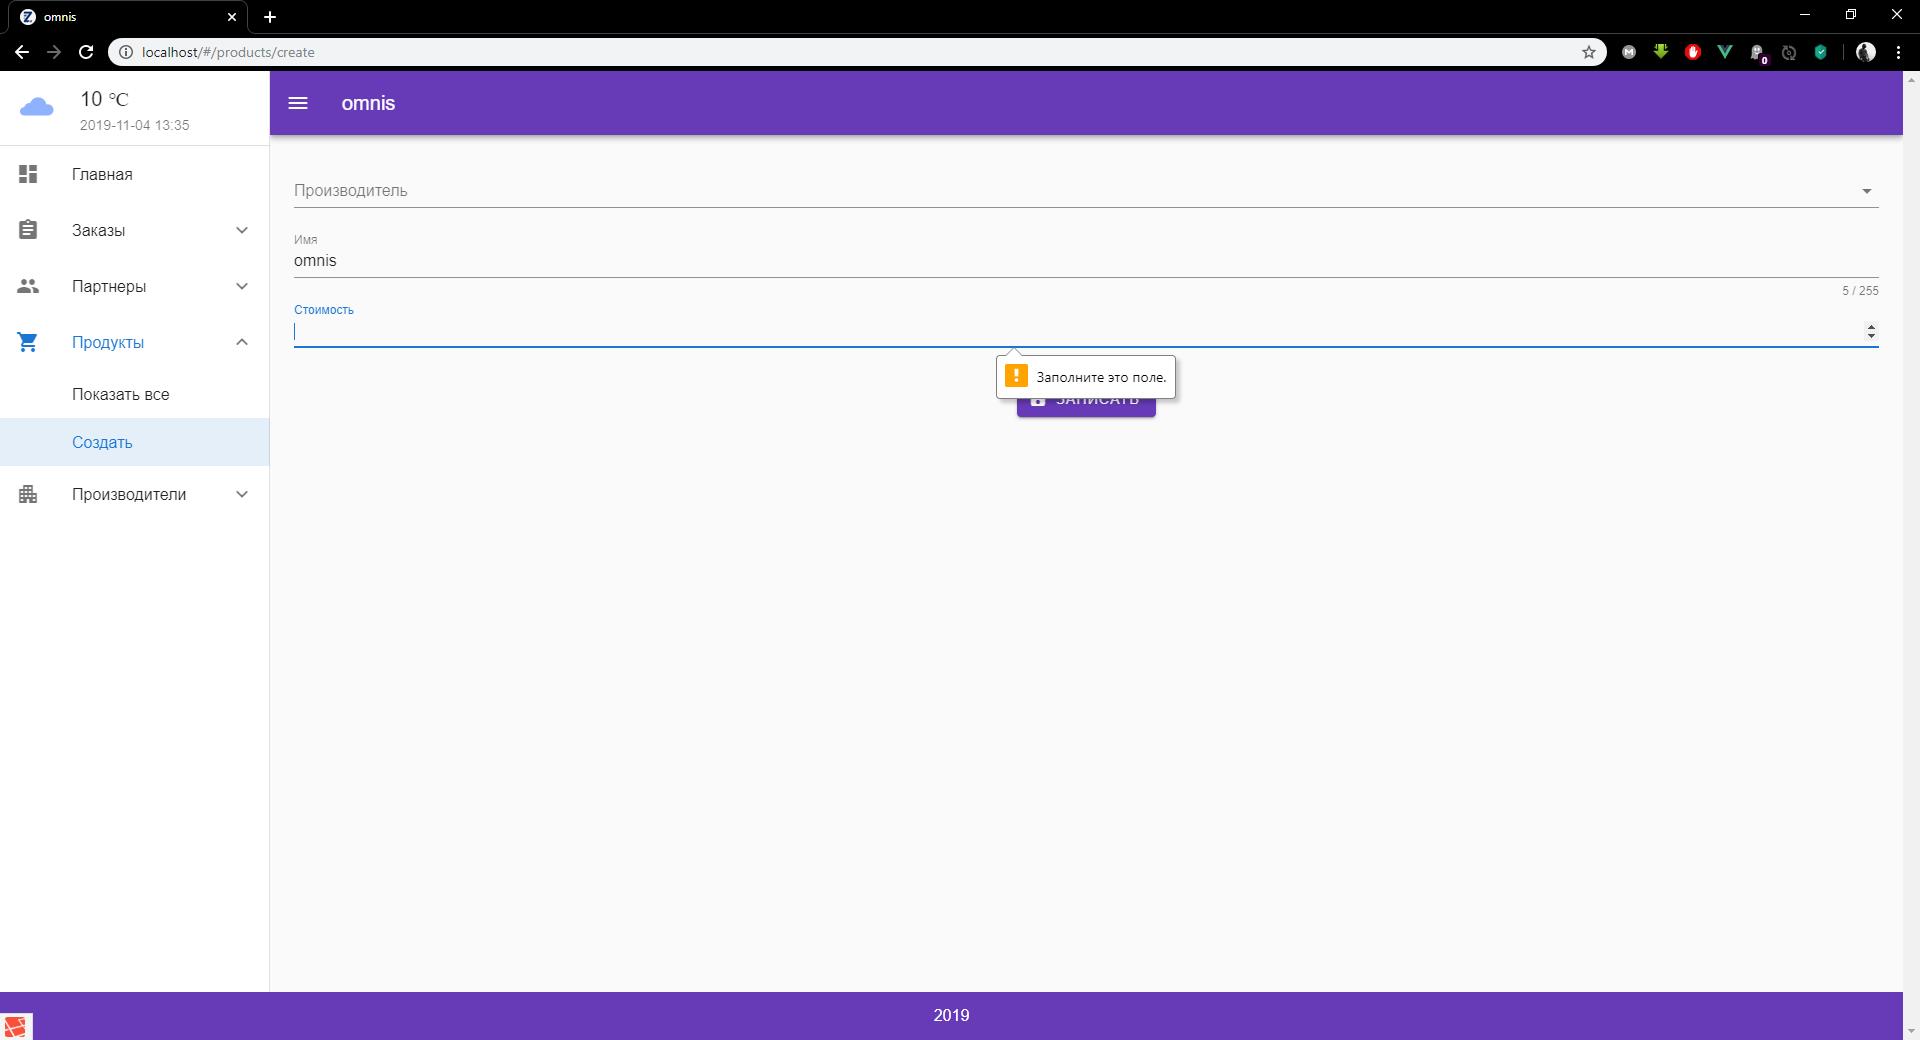 omnis
localhost/#/products/create
0
10 °C
2019-11-04 13:35
omnis
Главная
Заказы
Партнеры
Продукты
Показать все
Создать
Производители
Производитель
Имя
omnis
5 / 255
Стоимость
Заполните это поле.
ЗАПИСАТЬ
2019